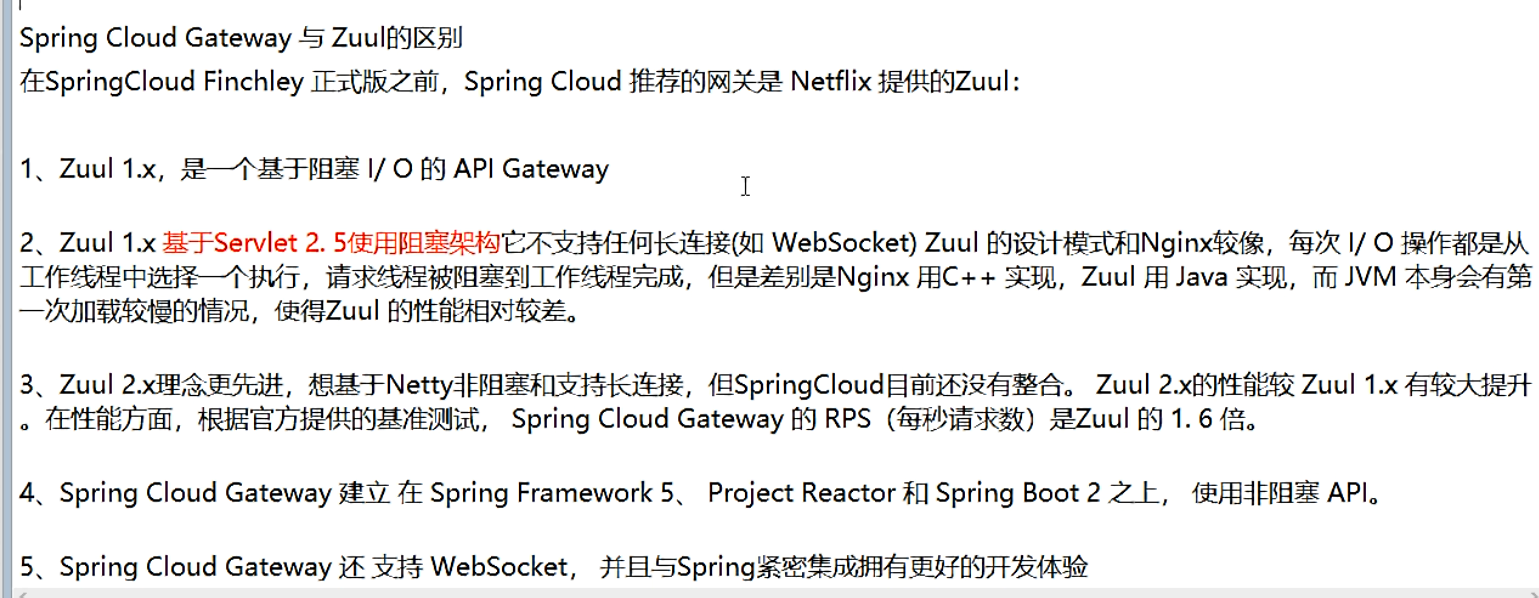 Spring Cloud Gateway 与 Zuul的区别
在SpringCloud Finchley 正式版之前，Spring Cloud 推荐的网关是 Netflix 提供的Zuul：
1、Zuul 1.x，是一个基于阻塞 I/ O 的 API Gateway
2、Zuul 1.x 基于Servlet 2. 5使用阻塞架构它不支持任何长连接(如 WebSocket) Zuul 的设计模式和Nginx较像，每次 I/ O 操作都是从
工作线程中选择一个执行，请求线程被阻塞到工作线程完成，但是差别是Nginx 用C++ 实现，Zuul 用 Java 实现，而 JVM 本身会有第
一次加载较慢的情况，使得Zuul 的性能相对较差。
3、Zuul 2.x理念更先进，想基于Netty非阻塞和支持长连接，但SpringCloud目前还没有整合。 Zuul 2.x的性能较 Zuul 1.x 有较大提升
。在性能方面，根据官方提供的基准测试， Spring Cloud Gateway 的 RPS（每秒请求数）是Zuul 的 1. 6 倍。
4、Spring Cloud Gateway 建立 在 Spring Framework 5、 Project Reactor 和 Spring Boot 2 之上， 使用非阻塞 API。
5、Spring Cloud Gateway 还 支持 WebSocket， 并且与Spring紧密集成拥有更好的开发体验